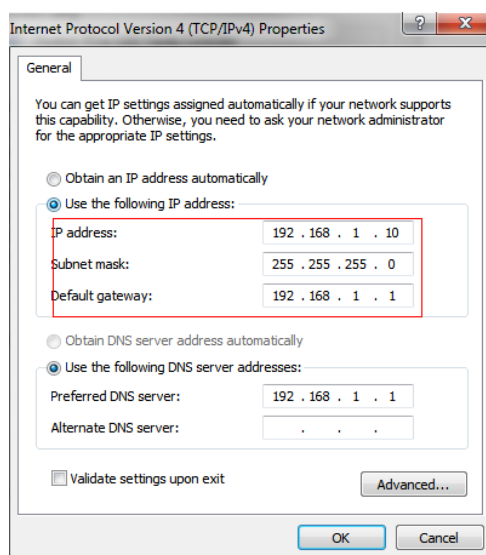 Internet Protocol Version 4 (TCP/IPv4) Properties
? X
General
You can get IP settings assigned automatically if your network supports
this capability. Otherwise, you need to ask your network administrator
for the appropriate IP settings.
Obtain an IP address automatically
Use the following IP address:
IP address: 192 . 168 . 1 . 10
Subnet mask: 255 . 255 . 255 . 0
Default gateway: 192 . 168 . 1 . 1
Obtain DNS server address automatically
Use the following DNS server addresses:
Preferred DNS server: 192 . 168 . 1 . 1
Alternate DNS server: . . .
Validate settings upon exit
Advanced...
OK Cancel